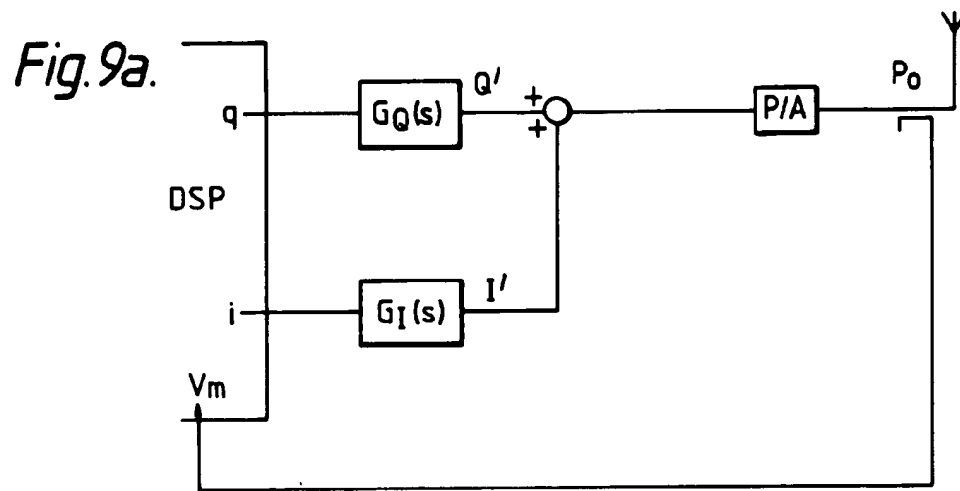 Fig. 9a.
q
GQ(s)
Q'
+
+
P/A
Po
DSP
i
GI(s)
I'
Vm